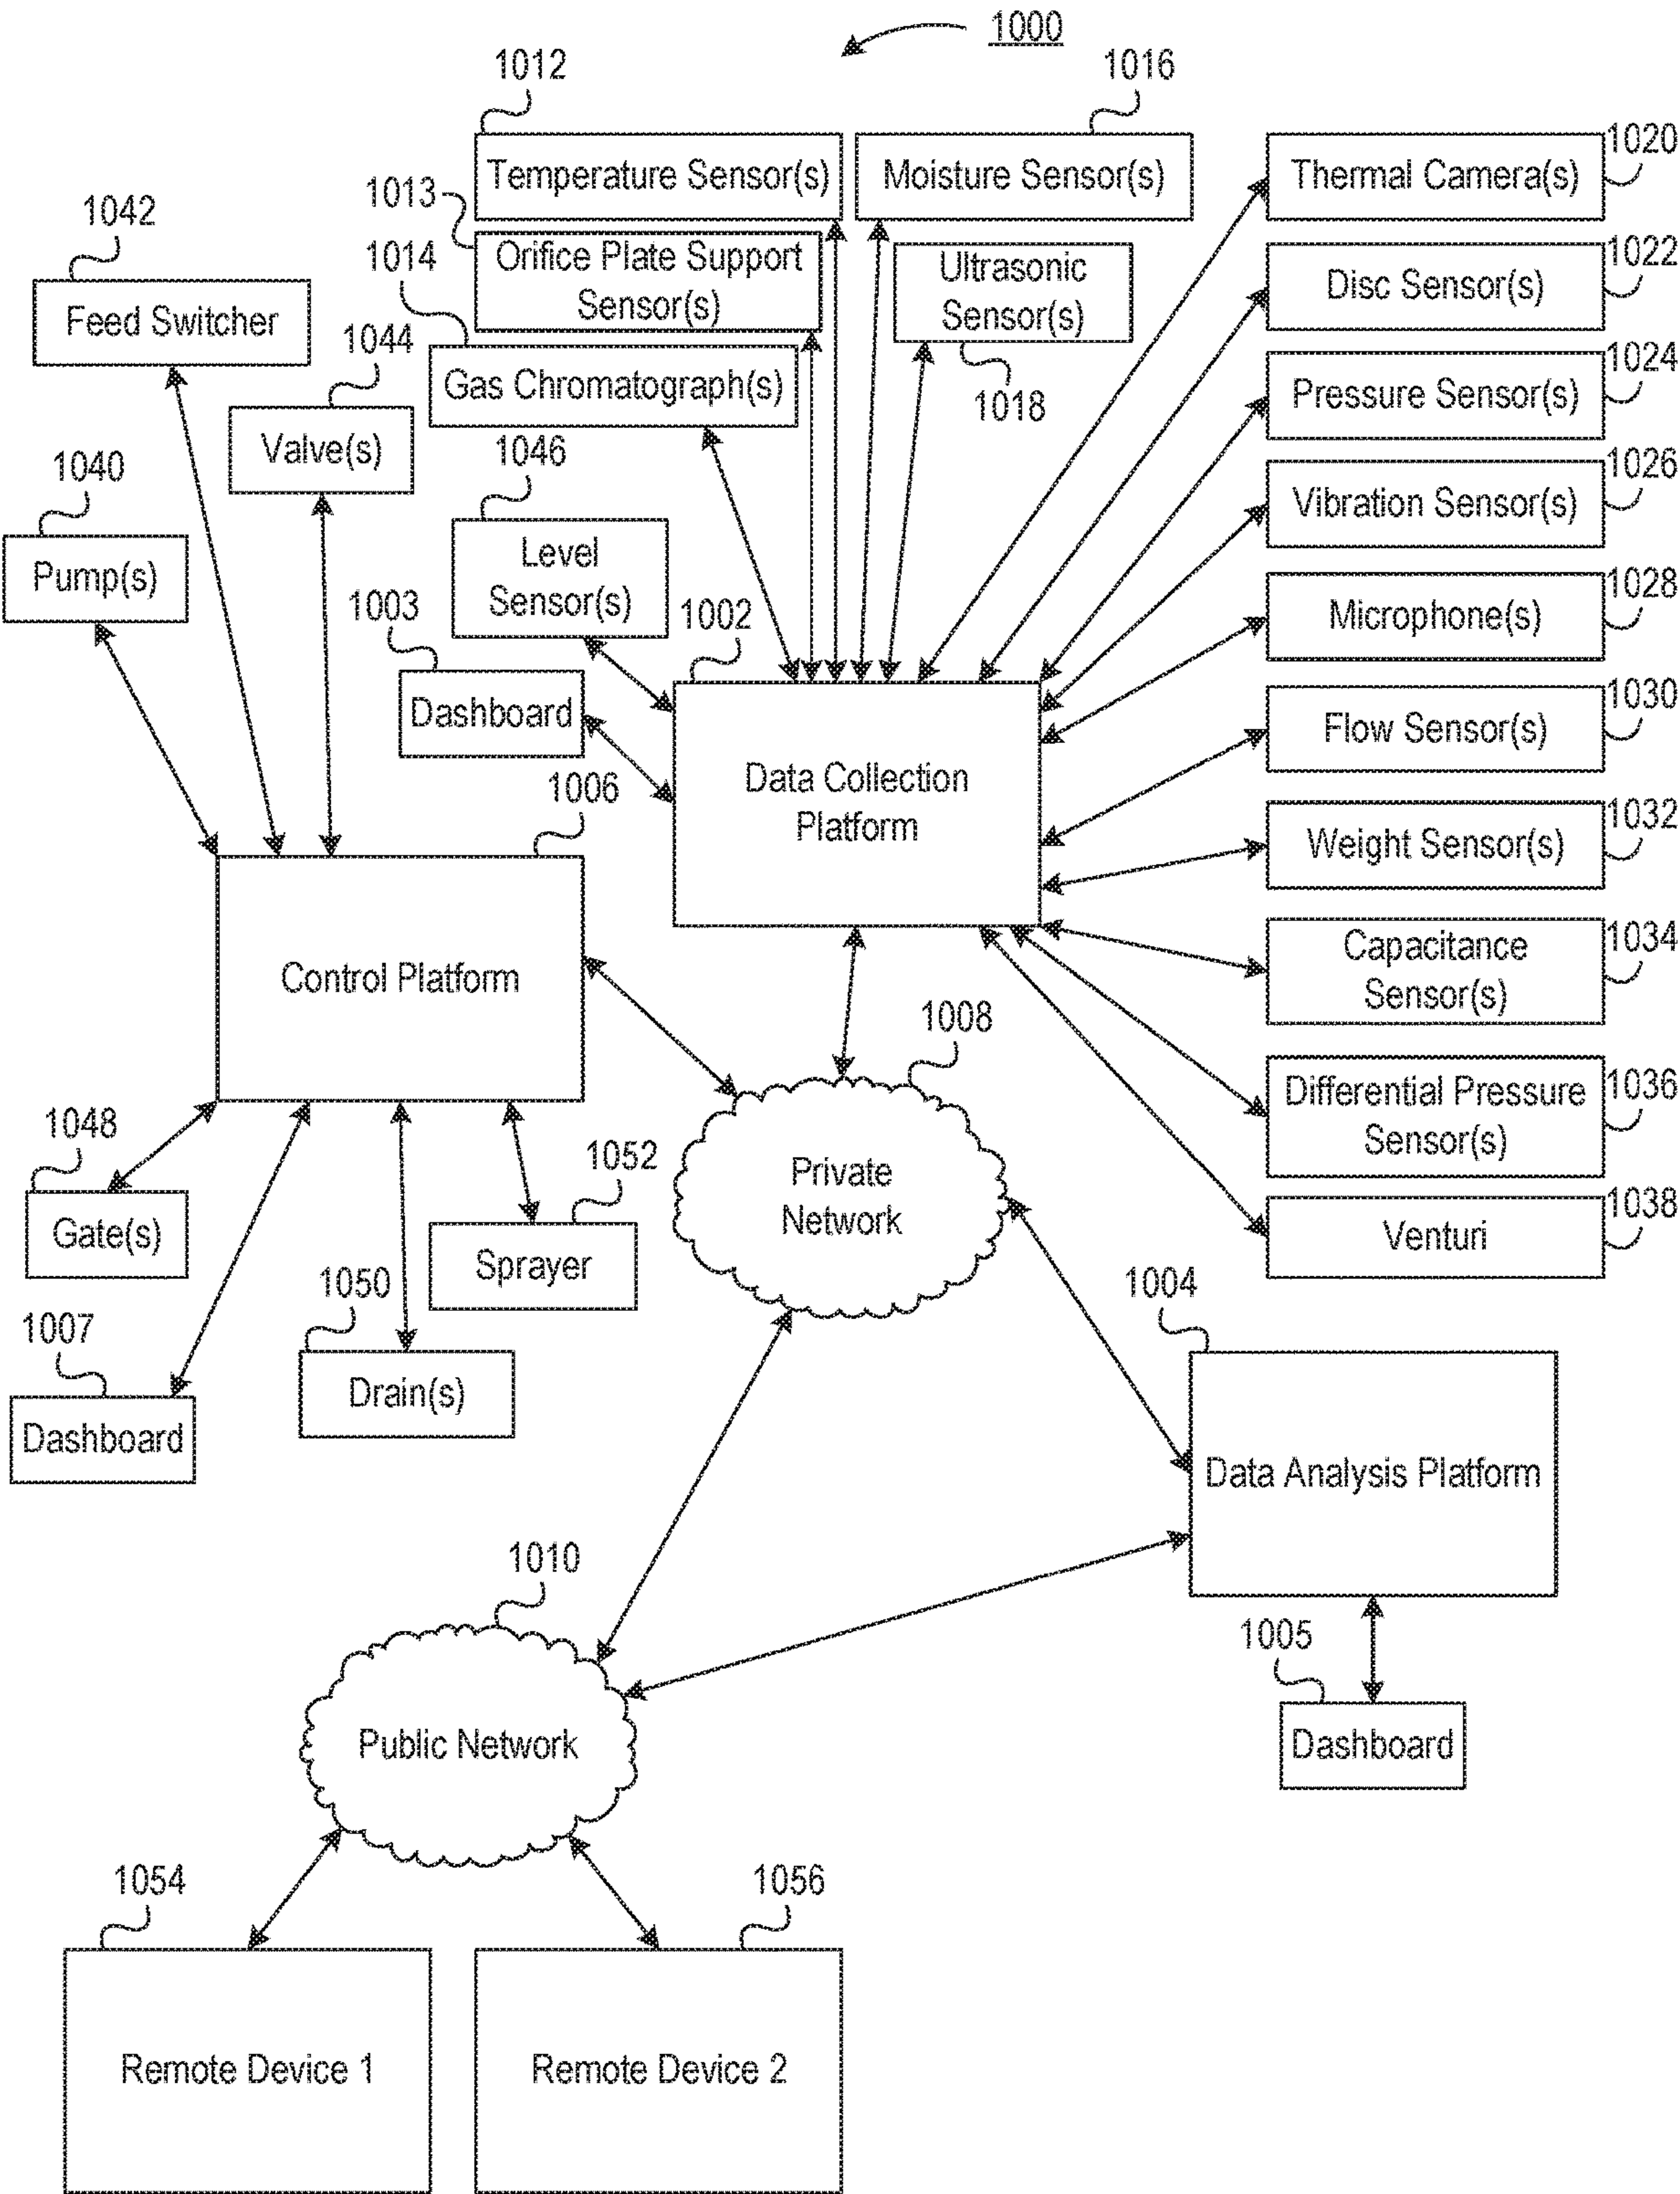 1000
1012
1016
Temperature Sensor(s)
Moisture Sensor(s)
Thermal Camera(s)
1020
1013
1042
1014
Orifice Plate Support
Sensor(s)
Ultrasonic
Sensor(s)
Disc Sensor(s)
1022
Feed Switcher
1044
Gas Chromatograph(s)
1018
Pressure Sensor(s)
1024
Valve(s)
1040
1046
Vibration Sensor(s)
1026
Pump(s)
Level
Sensor(s)
1003
1002
Microphone(s)
1028
Dashboard
1006
Data Collection
Platform
Flow Sensor(s)
1030
Weight Sensor(s)
1032
Control Platform
Capacitance
Sensor(s)
1034
1008
Differential Pressure
Sensor(s)
1036
1048
1052
Private
Network
Gate(s)
Sprayer
Venturi
1038
1050
1004
1007
Drain(s)
Dashboard
Data Analysis Platform
1010
1005
Public Network
Dashboard
1054
1056
Remote Device 1
Remote Device 2